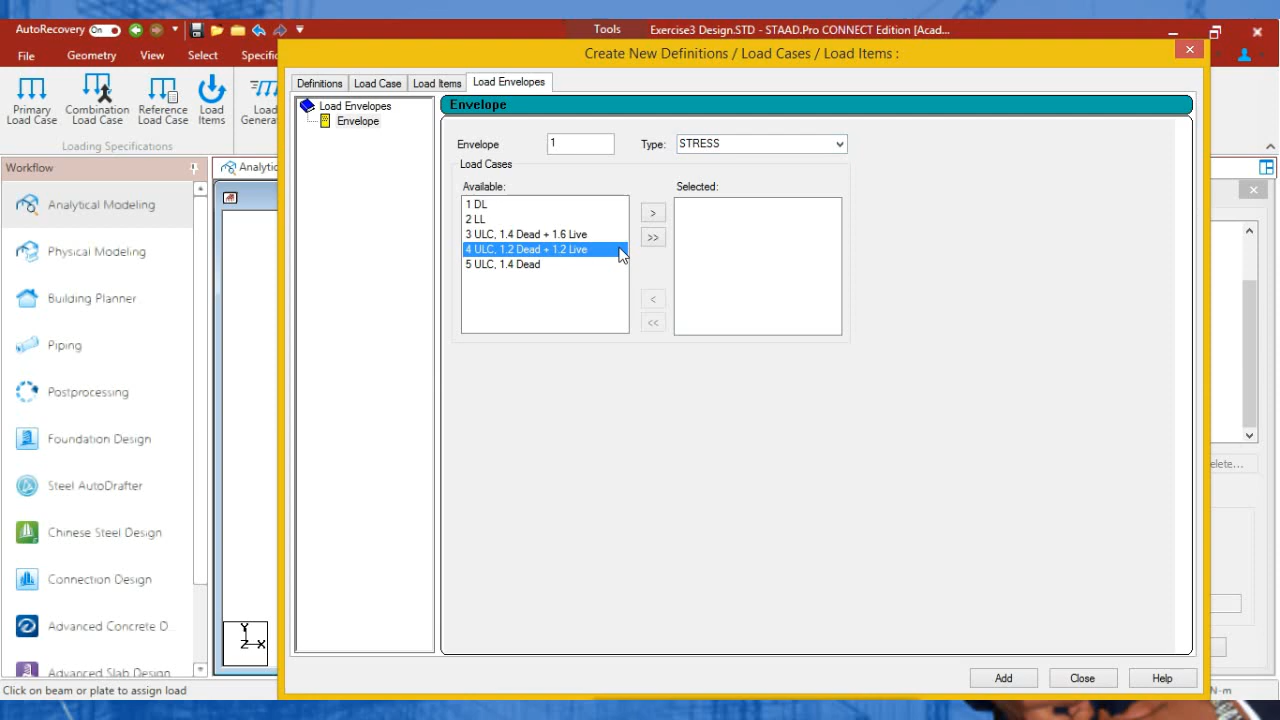 AutoRecovery On
Tools
Exercise3 Design.STD - STAAD.Pro CONNECT Edition [Acad...
File Geometry View Select Specific
Create New Definitions / Load Cases / Load Items :
Primary Load Case
Combination Load Case
Reference Load Case
Load Items
Load
Loading Specifications
Definitions Load Case Load Items Load Envelopes
Load Envelopes
Envelope
Envelope
Envelope 1 Type: STRESS
Load Cases
Available: Selected:
1 DL
2 LL
3 ULC, 1.4 Dead + 1.6 Live
4 ULC, 1.2 Dead + 1.2 Live
5 ULC, 1.4 Dead
>
>>
<
<<
Workflow
Analytical Modeling
Physical Modeling
Building Planner
Piping
Postprocessing
Foundation Design
Steel AutoDrafter
Chinese Steel Design
Connection Design
Advanced Concrete D
Advanced Slab Design
Y
Z X
elete...
Add Close Help
Click on beam or plate to assign load
N-m